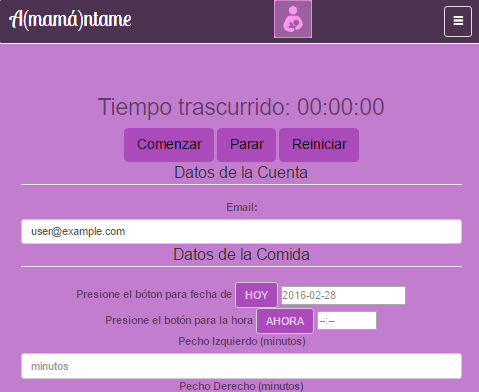 A(mamá)ntame
Tiempo trascurrido: 00:00:00
Comenzar Parar Reiniciar
Datos de la Cuenta
Email:
user@example.com
Datos de la Comida
Presione el bóton para fecha de HOY 2016-02-28
Presione el botón para la hora AHORA --:--
Pecho Izquierdo (minutos)
minutos
Pecho Derecho (minutos)